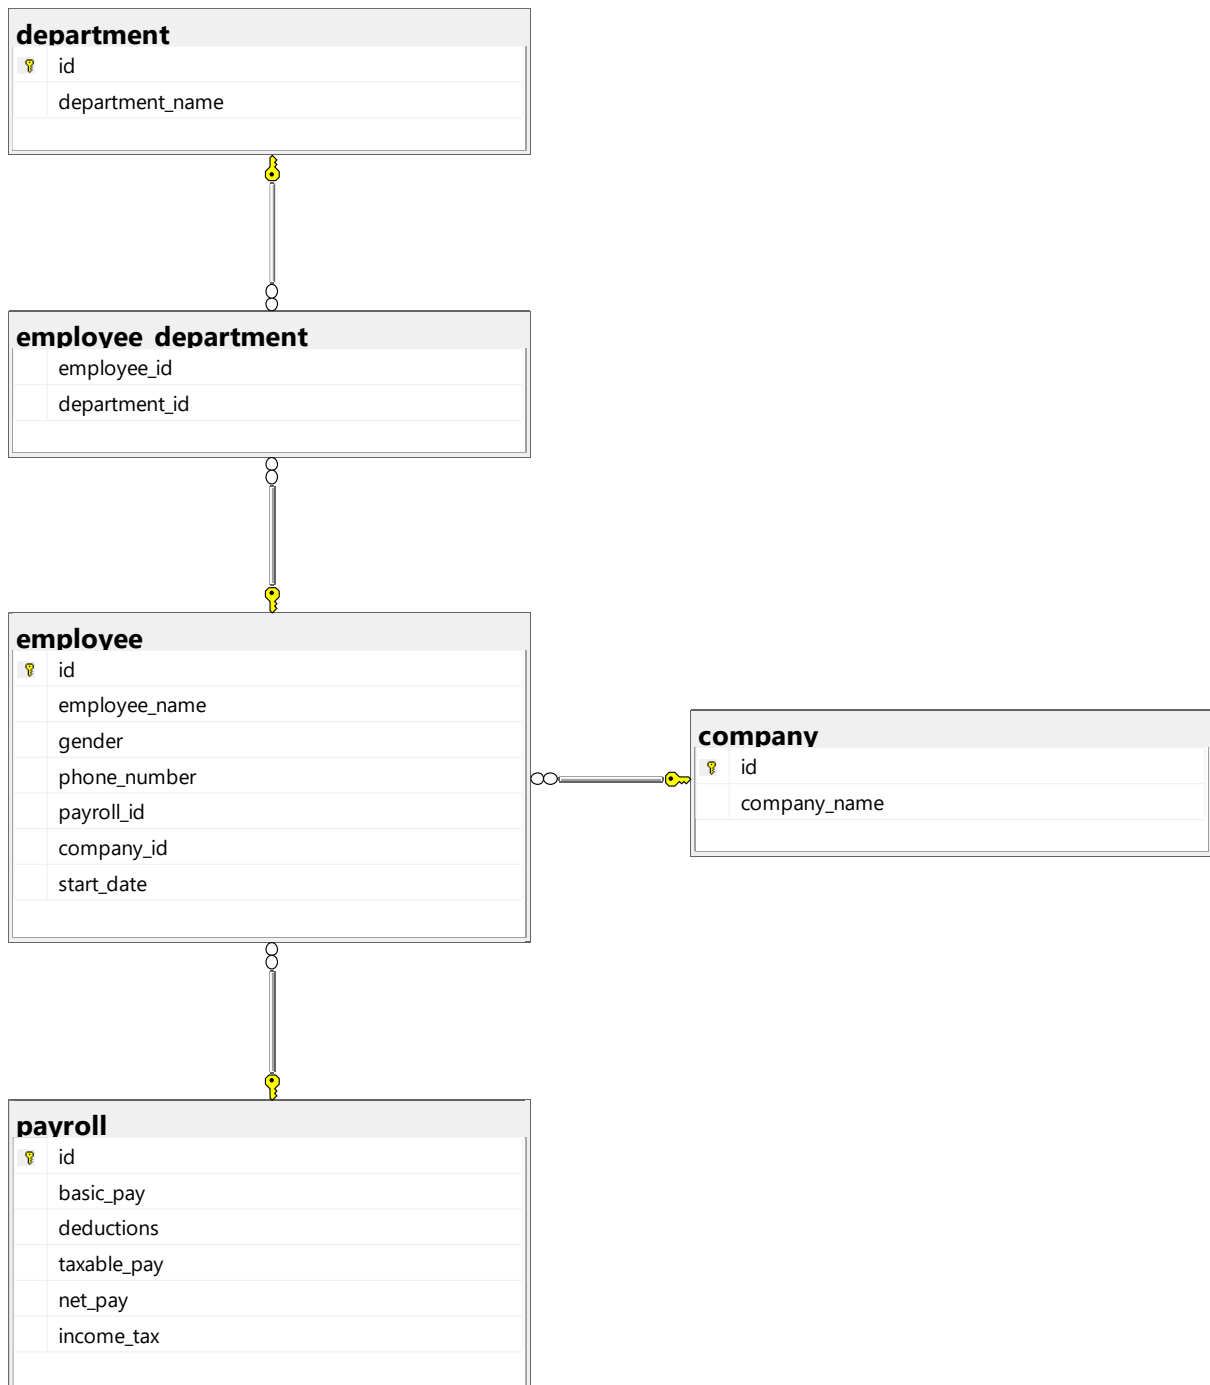 department
id
department_name
employee_department
employee_id
department_id
employee
id
employee_name
gender
phone_number
payroll_id
company_id
start_date
company
id
company_name
payroll
id
basic_pay
deductions
taxable_pay
net_pay
income_tax